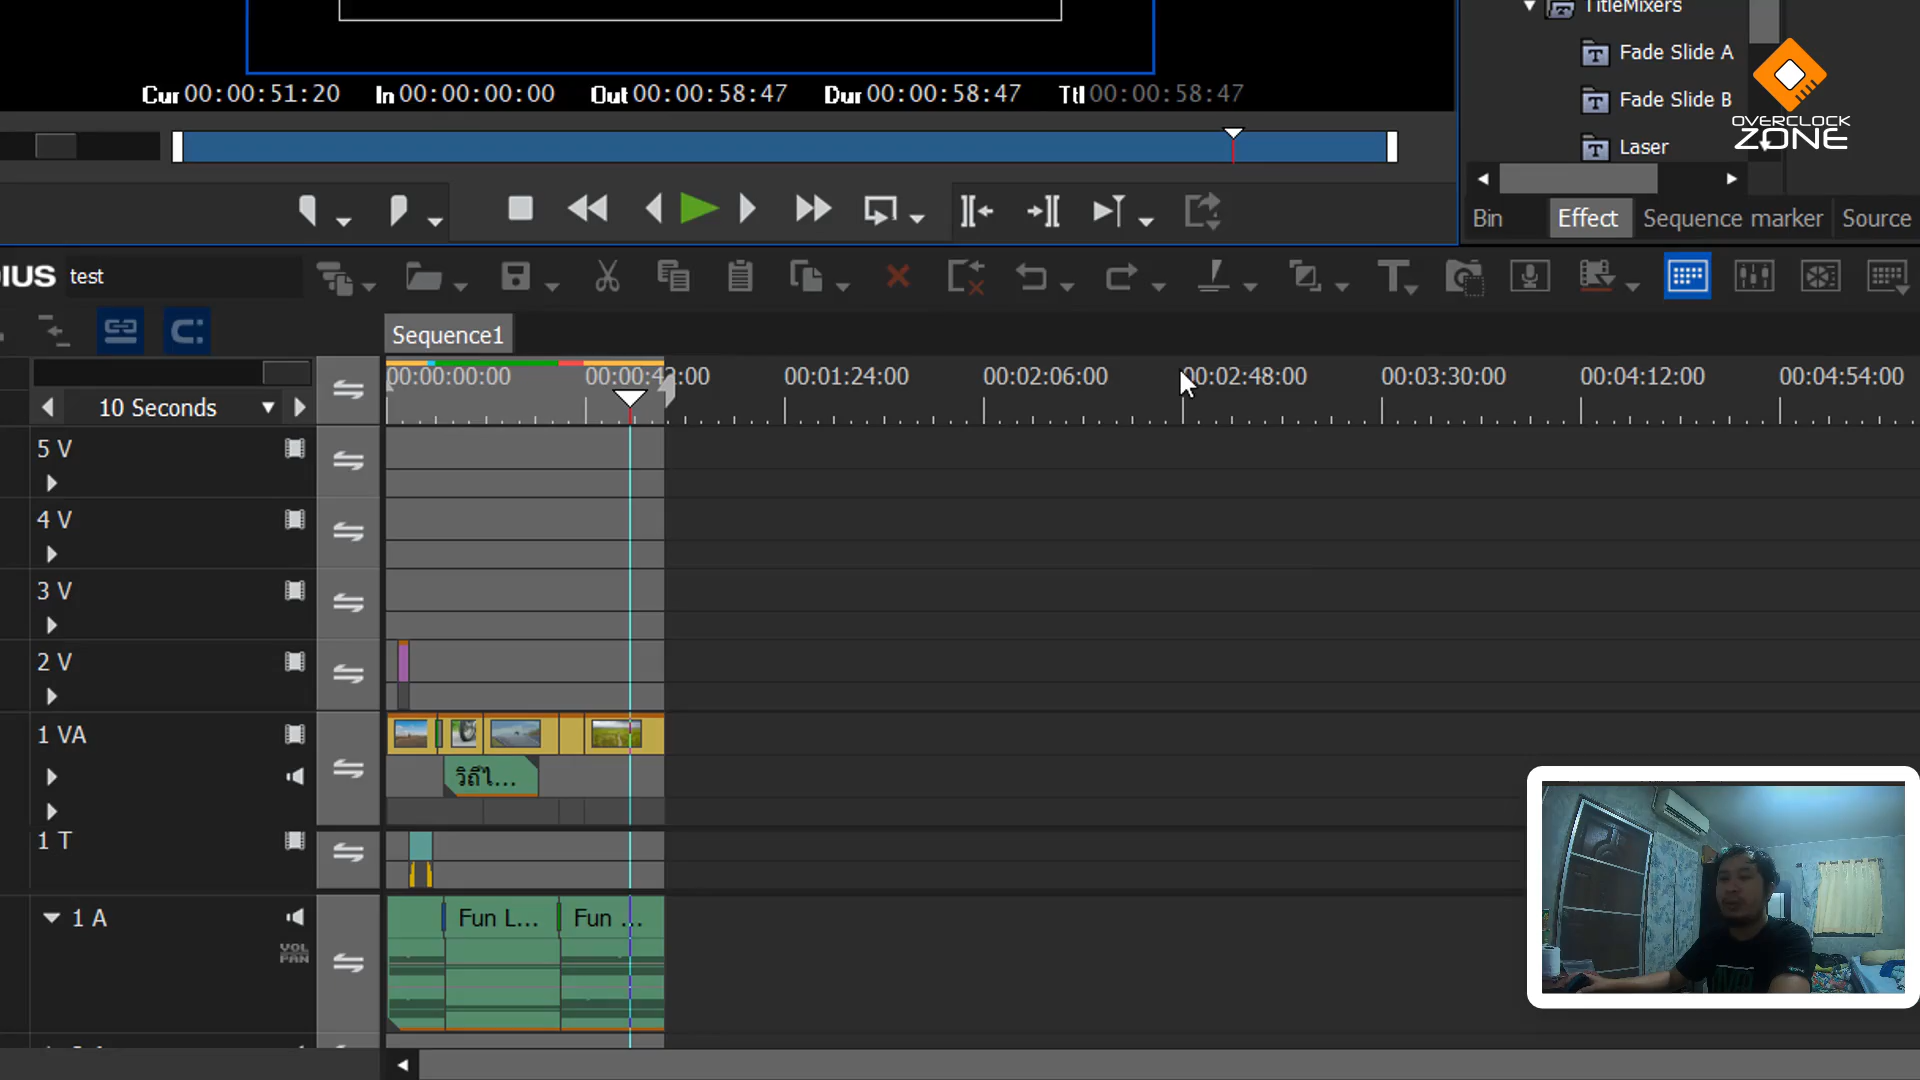 TitleMixers
Fade Slide A
Fade Slide B
Laser
OVERCLOCK
ZONE
Cur 00:00:51:20 In 00:00:00:00 Out 00:00:58:47 Dur 00:00:58:47 Ttl 00:00:58:47
Bin Effect Sequence marker Source
DIUS test
Sequence1
00:00:00:00 00:00:42:00 00:01:24:00 00:02:06:00 00:02:48:00 00:03:30:00 00:04:12:00 00:04:54:00
10 Seconds
5 V
4 V
3 V
2 V
1 VA
วิถีไ...
1 T
1 A
Fun L... Fun ...
VOL
PAN